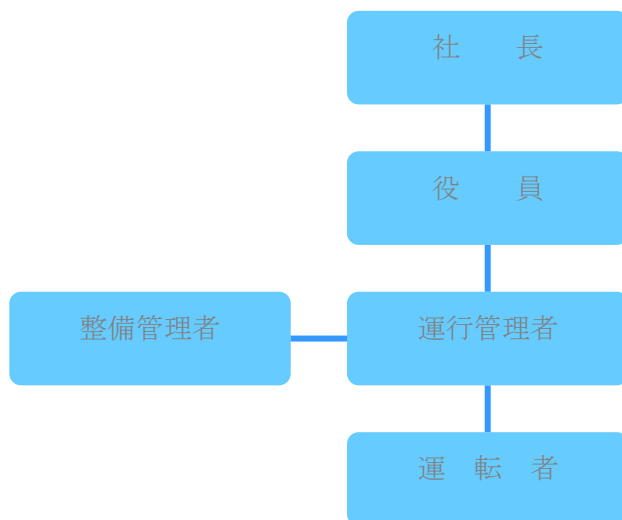 社　　長
役　　員
整備管理者
運行管理者
運　転　者